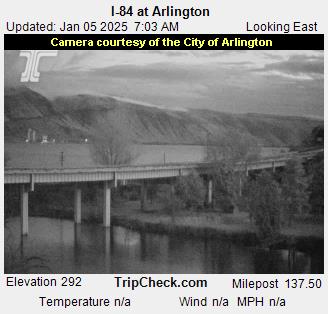 I-84 at Arlington
Updated: Jan 05 2025 7:03 AM Looking East
Camera courtesy of the City of Arlington
Elevation 292 TripCheck.com Milepost 137.50
Temperature n/a Wind n/a MPH n/a